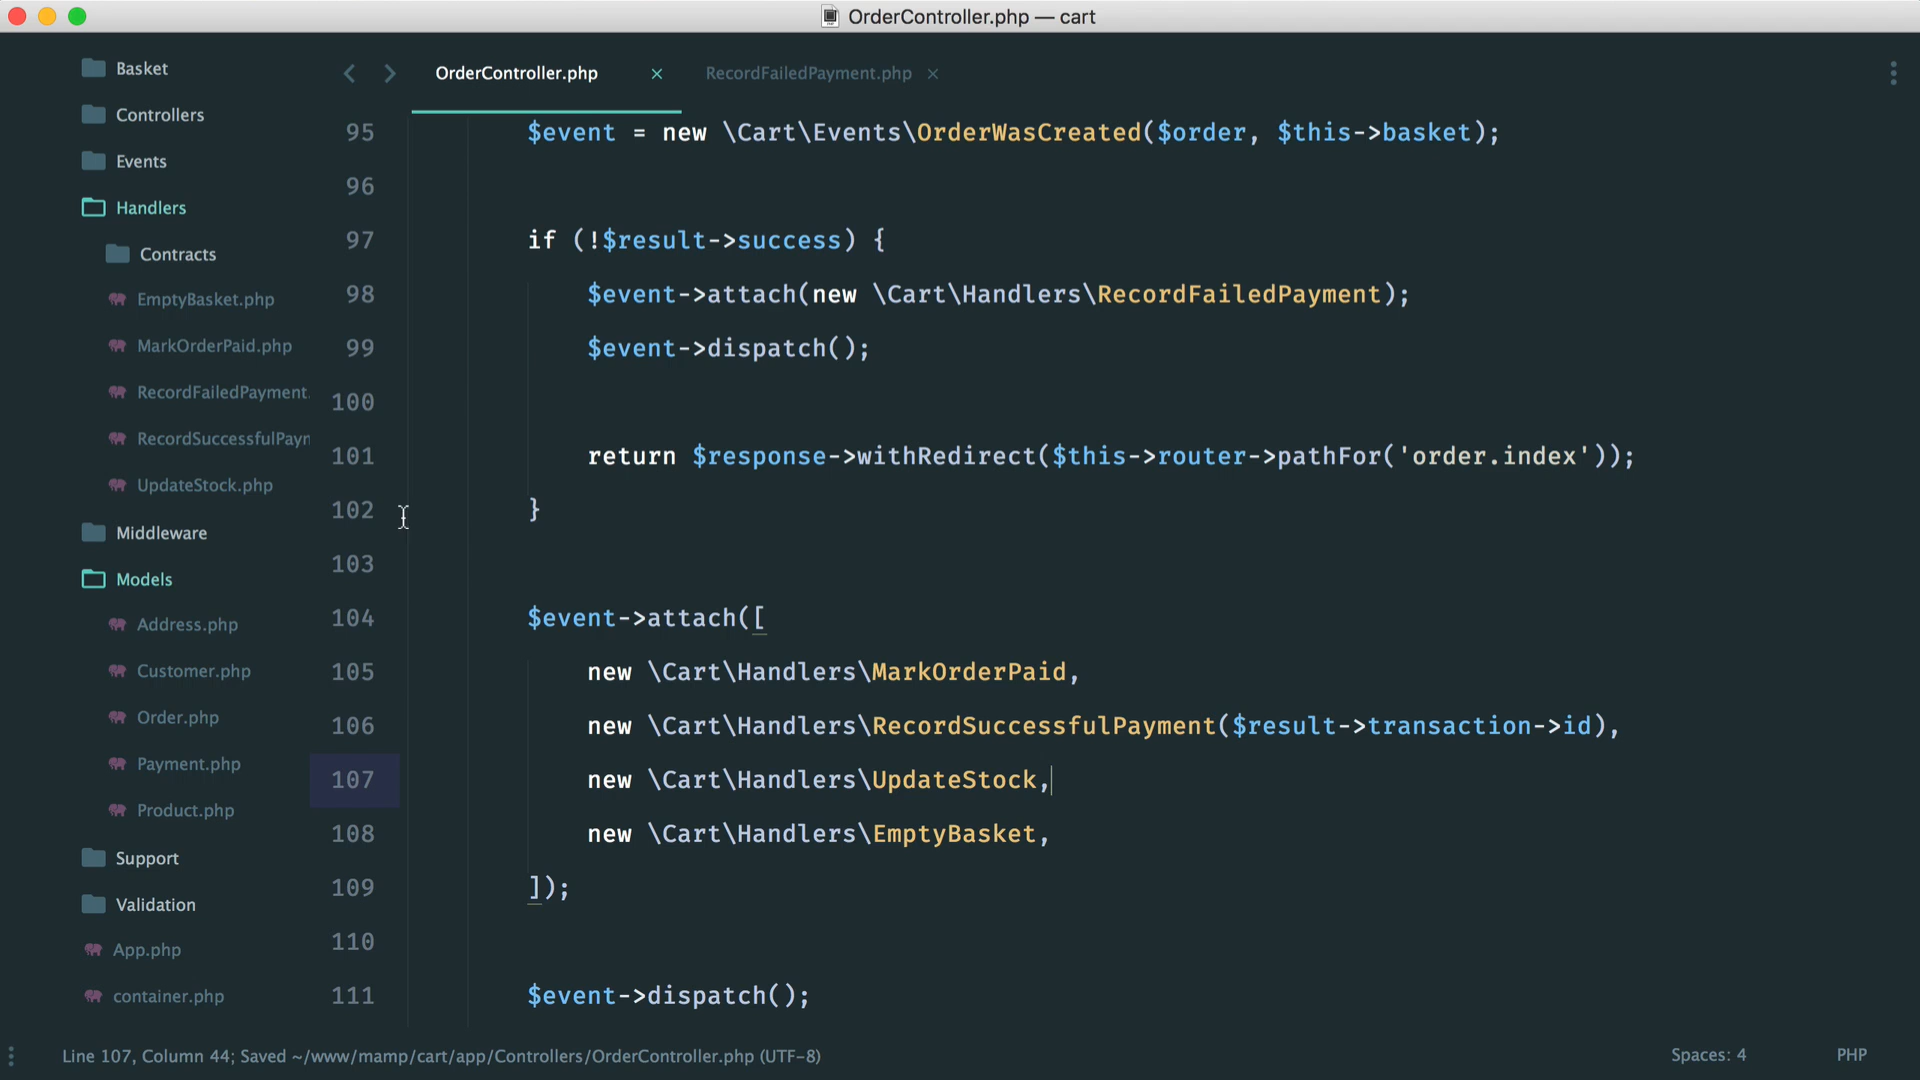 OrderController.php — cart
Basket
Controllers
Events
Handlers
Contracts
EmptyBasket.php
MarkOrderPaid.php
RecordFailedPayment.
RecordSuccessfulPayn
UpdateStock.php
Middleware
Models
Address.php
Customer.php
Order.php
Payment.php
Product.php
Support
Validation
App.php
container.php
OrderController.php ×
RecordFailedPayment.php ×
95 $event = new \Cart\Events\OrderWasCreated($order, $this->basket);
96
97 if (!$result->success) {
98 $event->attach(new \Cart\Handlers\RecordFailedPayment);
99 $event->dispatch();
100
101 return $response->withRedirect($this->router->pathFor('order.index'));
102 }
103
104 $event->attach([
105 new \Cart\Handlers\MarkOrderPaid,
106 new \Cart\Handlers\RecordSuccessfulPayment($result->transaction->id),
107 new \Cart\Handlers\UpdateStock,
108 new \Cart\Handlers\EmptyBasket,
109 ]);
110
111 $event->dispatch();
Line 107, Column 44; Saved ~/www/mamp/cart/app/Controllers/OrderController.php (UTF-8)
Spaces: 4
PHP